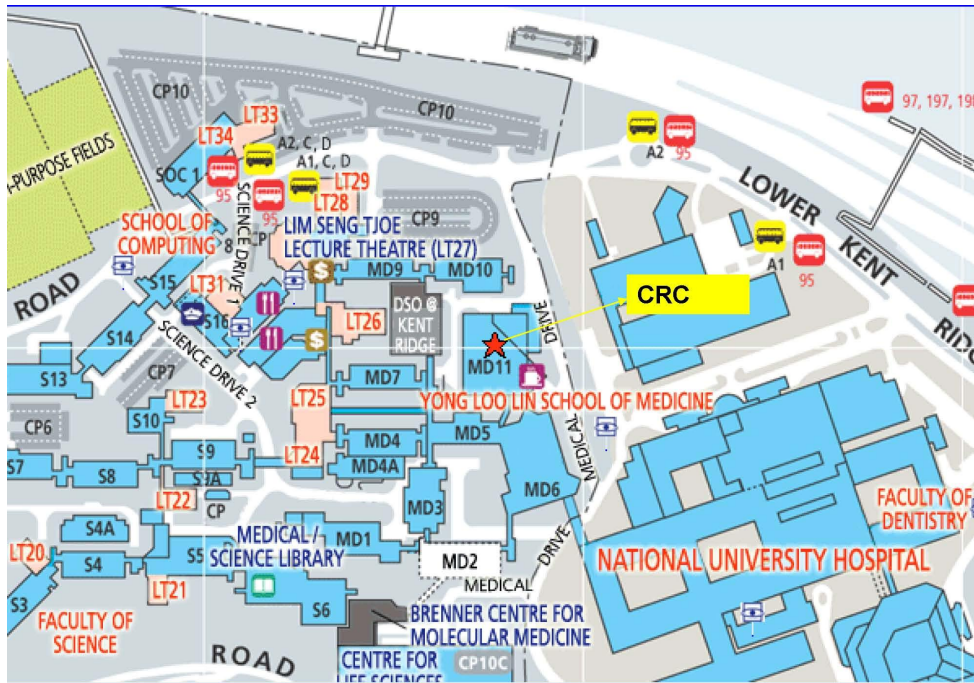 CP10
CP10
97, 197, 19
LT33
LT34
A2, C, D
A1, C, D
A2
95
SOC 1
95
95
LT29
LT28
-PURPOSE FIELDS
LOWER
KENT
RIDG
CP9
SCHOOL OF
COMPUTING
8
CP
SCIENCE DRIVE 1
LIM SENG TJOE
LECTURE THEATRE (LT27)
A1
95
ROAD
S15
LT31
S16
MD9
MD10
DSO @
KENT
RIDGE
LT26
CRC
DRIVE
S14
SCIENCE DRIVE 2
S13
CP7
MD7
MD11
YONG LOO LIN SCHOOL OF MEDICINE
LT23
LT25
S10
CP6
MD4
MD5
MEDICAL
S9
LT24
MD4A
S7
S8
S9A
LT22
CP
MD3
MD6
FACULTY OF
DENTISTRY
S4A
MEDICAL /
SCIENCE LIBRARY
MD1
DRIVE
LT20
S4
S5
MD2
NATIONAL UNIVERSITY HOSPITAL
LT21
MEDICAL
S3
S6
FACULTY OF
SCIENCE
BRENNER CENTRE FOR
MOLECULAR MEDICINE
ROAD
CENTRE FOR
LIFE SCIENCES
CP10C